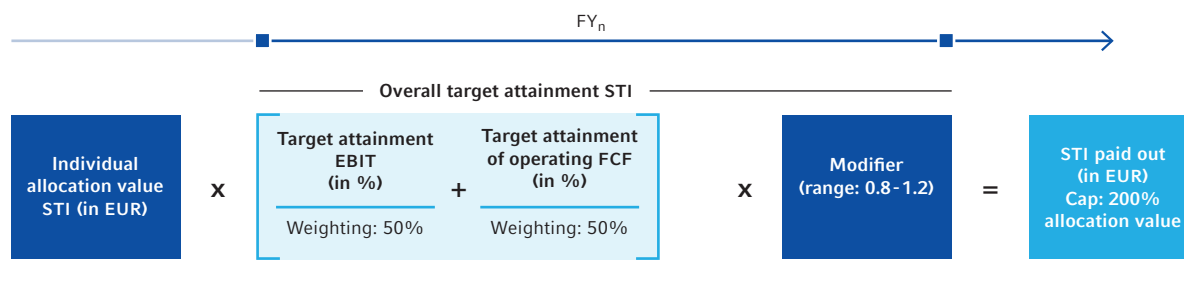 FYn
Overall target attainment STI
Individual
allocation value
STI (in EUR)
x
Target attainment
EBIT
(in %)
Weighting: 50%
+
Target attainment
of operating FCF
(in %)
Weighting: 50%
x
Modifier
(range: 0.8-1.2)
=
STI paid out
(in EUR)
Cap: 200%
allocation value